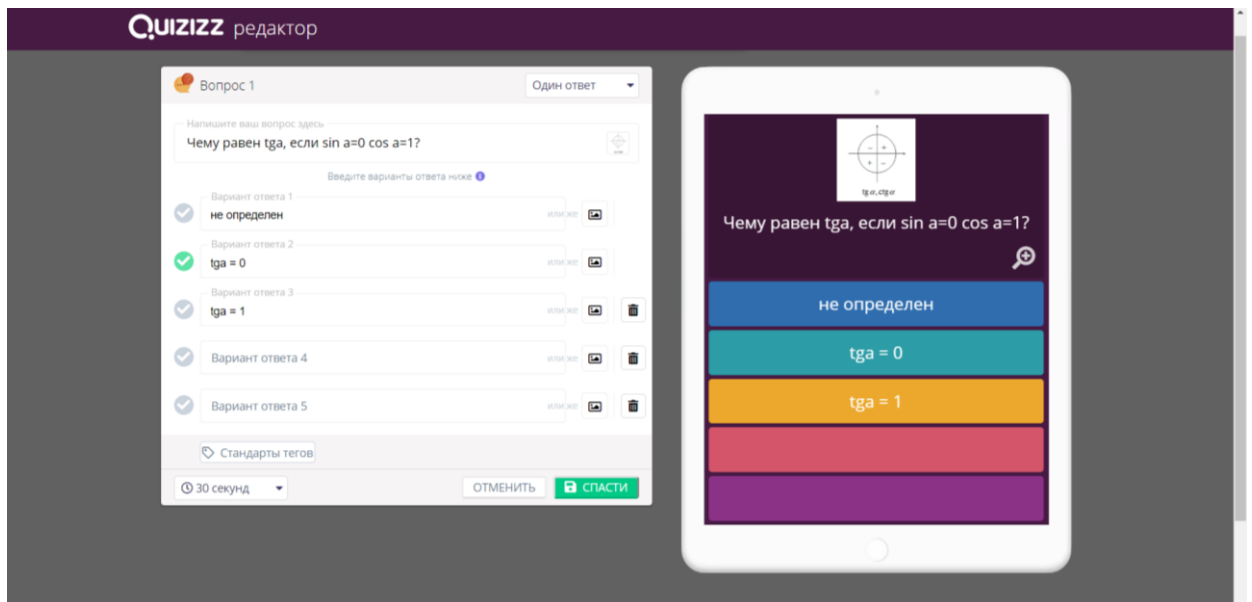 QUIZIZZ редактор
Вопрос 1
Один ответ
Напишите ваш вопрос здесь
Чему равен tga, если sin a=0 cos a=1?
Введите варианты ответа ниже
Вариант ответа 1
не определен
или же
Вариант ответа 2
tga = 0
или же
Вариант ответа 3
tga = 1
или же
Вариант ответа 4
или же
Вариант ответа 5
или же
Стандарты тегов
30 секунд
ОТМЕНИТЬ
СПАСТИ
tg α, ctg α
Чему равен tga, если sin a=0 cos a=1?
не определен
tga = 0
tga = 1